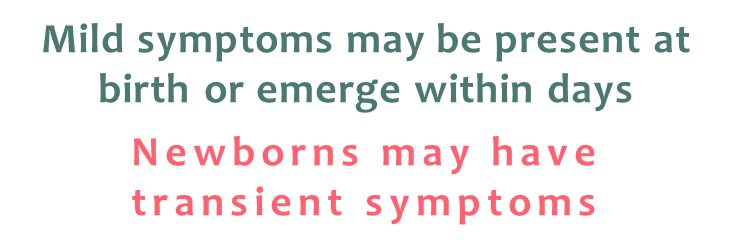 Mild symptoms may be present at
birth or emerge within days
Newborns may have
transient symptoms